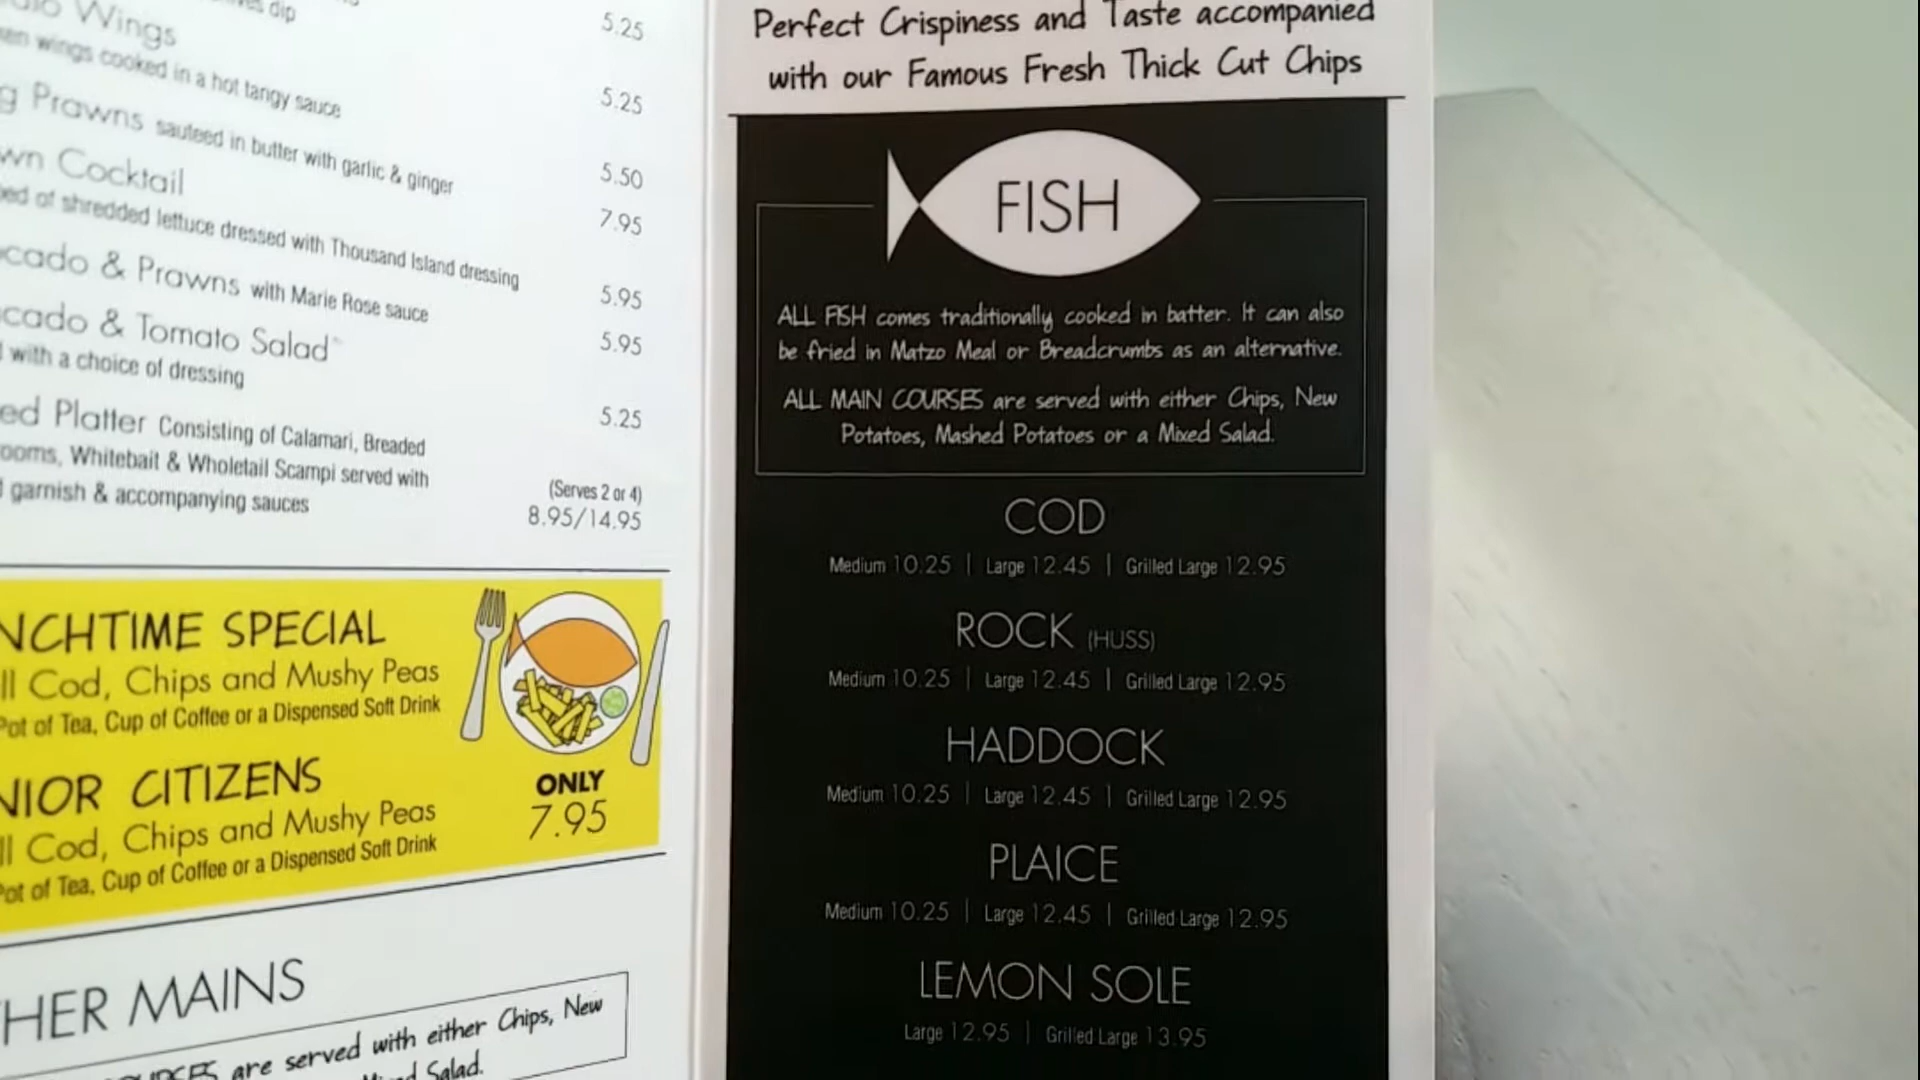 dip
5.25
Wings
wings cooked in a hot tangy sauce
5.25
Prawns sauteed in butter with garlic & ginger
5.50
Cocktail
of shredded lettuce dressed with Thousand Island dressing
7.95
& Prawns with Marie Rose sauce
5.95
& Tomato Salad
with a choice of dressing
5.95
Platter Consisting of Calamari, Breaded
5.25
Whitebait & Wholetail Scampi served with
garnish & accompanying sauces
(Serves 2 or 4)
8.95/14.95
NCHTIME SPECIAL
ll Cod, Chips and Mushy Peas
Pot of Tea, Cup of Coffee or a Dispensed Soft Drink
NIOR CITIZENS
ll Cod, Chips and Mushy Peas
Pot of Tea, Cup of Coffee or a Dispensed Soft Drink
ONLY
7.95
HER MAINS
are served with either Chips, New
Salad.
Perfect Crispiness and Taste accompanied
with our Famous Fresh Thick Cut Chips
FISH
ALL FISH comes traditionally cooked in batter. It can also
be fried in Matzo Meal or Breadcrumbs as an alternative.
ALL MAIN COURSES are served with either Chips, New
Potatoes, Mashed Potatoes or a Mixed Salad.
COD
Medium 10.25 | Large 12.45 | Grilled Large 12.95
ROCK (HUSS)
Medium 10.25 | Large 12.45 | Grilled Large 12.95
HADDOCK
Medium 10.25 | Large 12.45 | Grilled Large 12.95
PLAICE
Medium 10.25 | Large 12.45 | Grilled Large 12.95
LEMON SOLE
Large 12.95 | Grilled Large 13.95